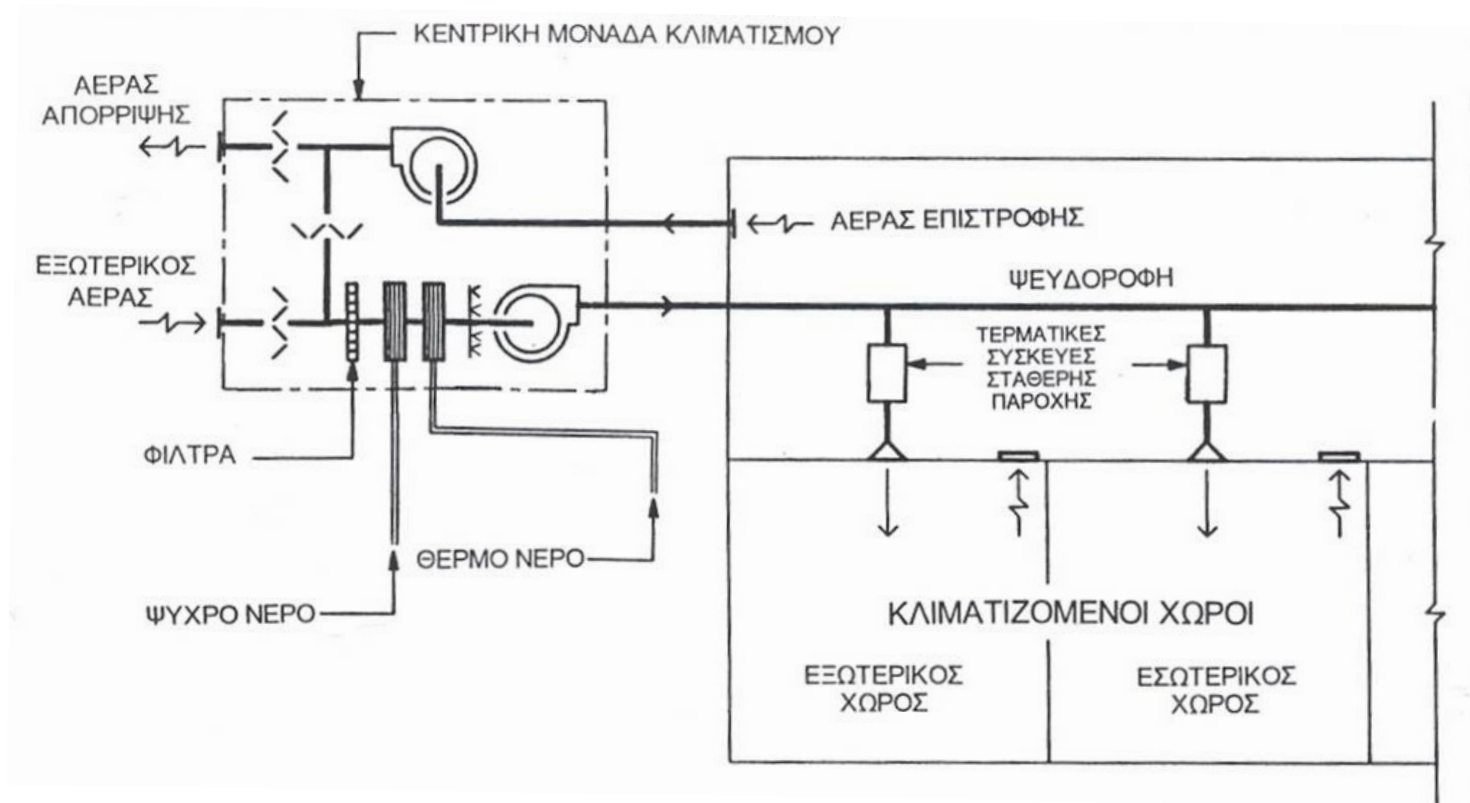 ΚΕΝΤΡΙΚΗ ΜΟΝΑΔΑ ΚΛΙΜΑΤΙΣΜΟΥ
ΑΕΡΑΣ
ΑΠΟΡΡΙΨΗΣ
ΑΕΡΑΣ ΕΠΙΣΤΡΟΦΗΣ
ΕΞΩΤΕΡΙΚΟΣ
ΑΕΡΑΣ
ΨΕΥΔΟΡΟΦΗ
ΤΕΡΜΑΤΙΚΕΣ
ΣΥΣΚΕΥΕΣ
ΣΤΑΘΕΡΗΣ
ΠΑΡΟΧΗΣ
ΦΙΛΤΡΑ
ΘΕΡΜΟ ΝΕΡΟ
ΨΥΧΡΟ ΝΕΡΟ
ΚΛΙΜΑΤΙΖΟΜΕΝΟΙ ΧΩΡΟΙ
ΕΞΩΤΕΡΙΚΟΣ
ΧΩΡΟΣ
ΕΣΩΤΕΡΙΚΟΣ
ΧΩΡΟΣ